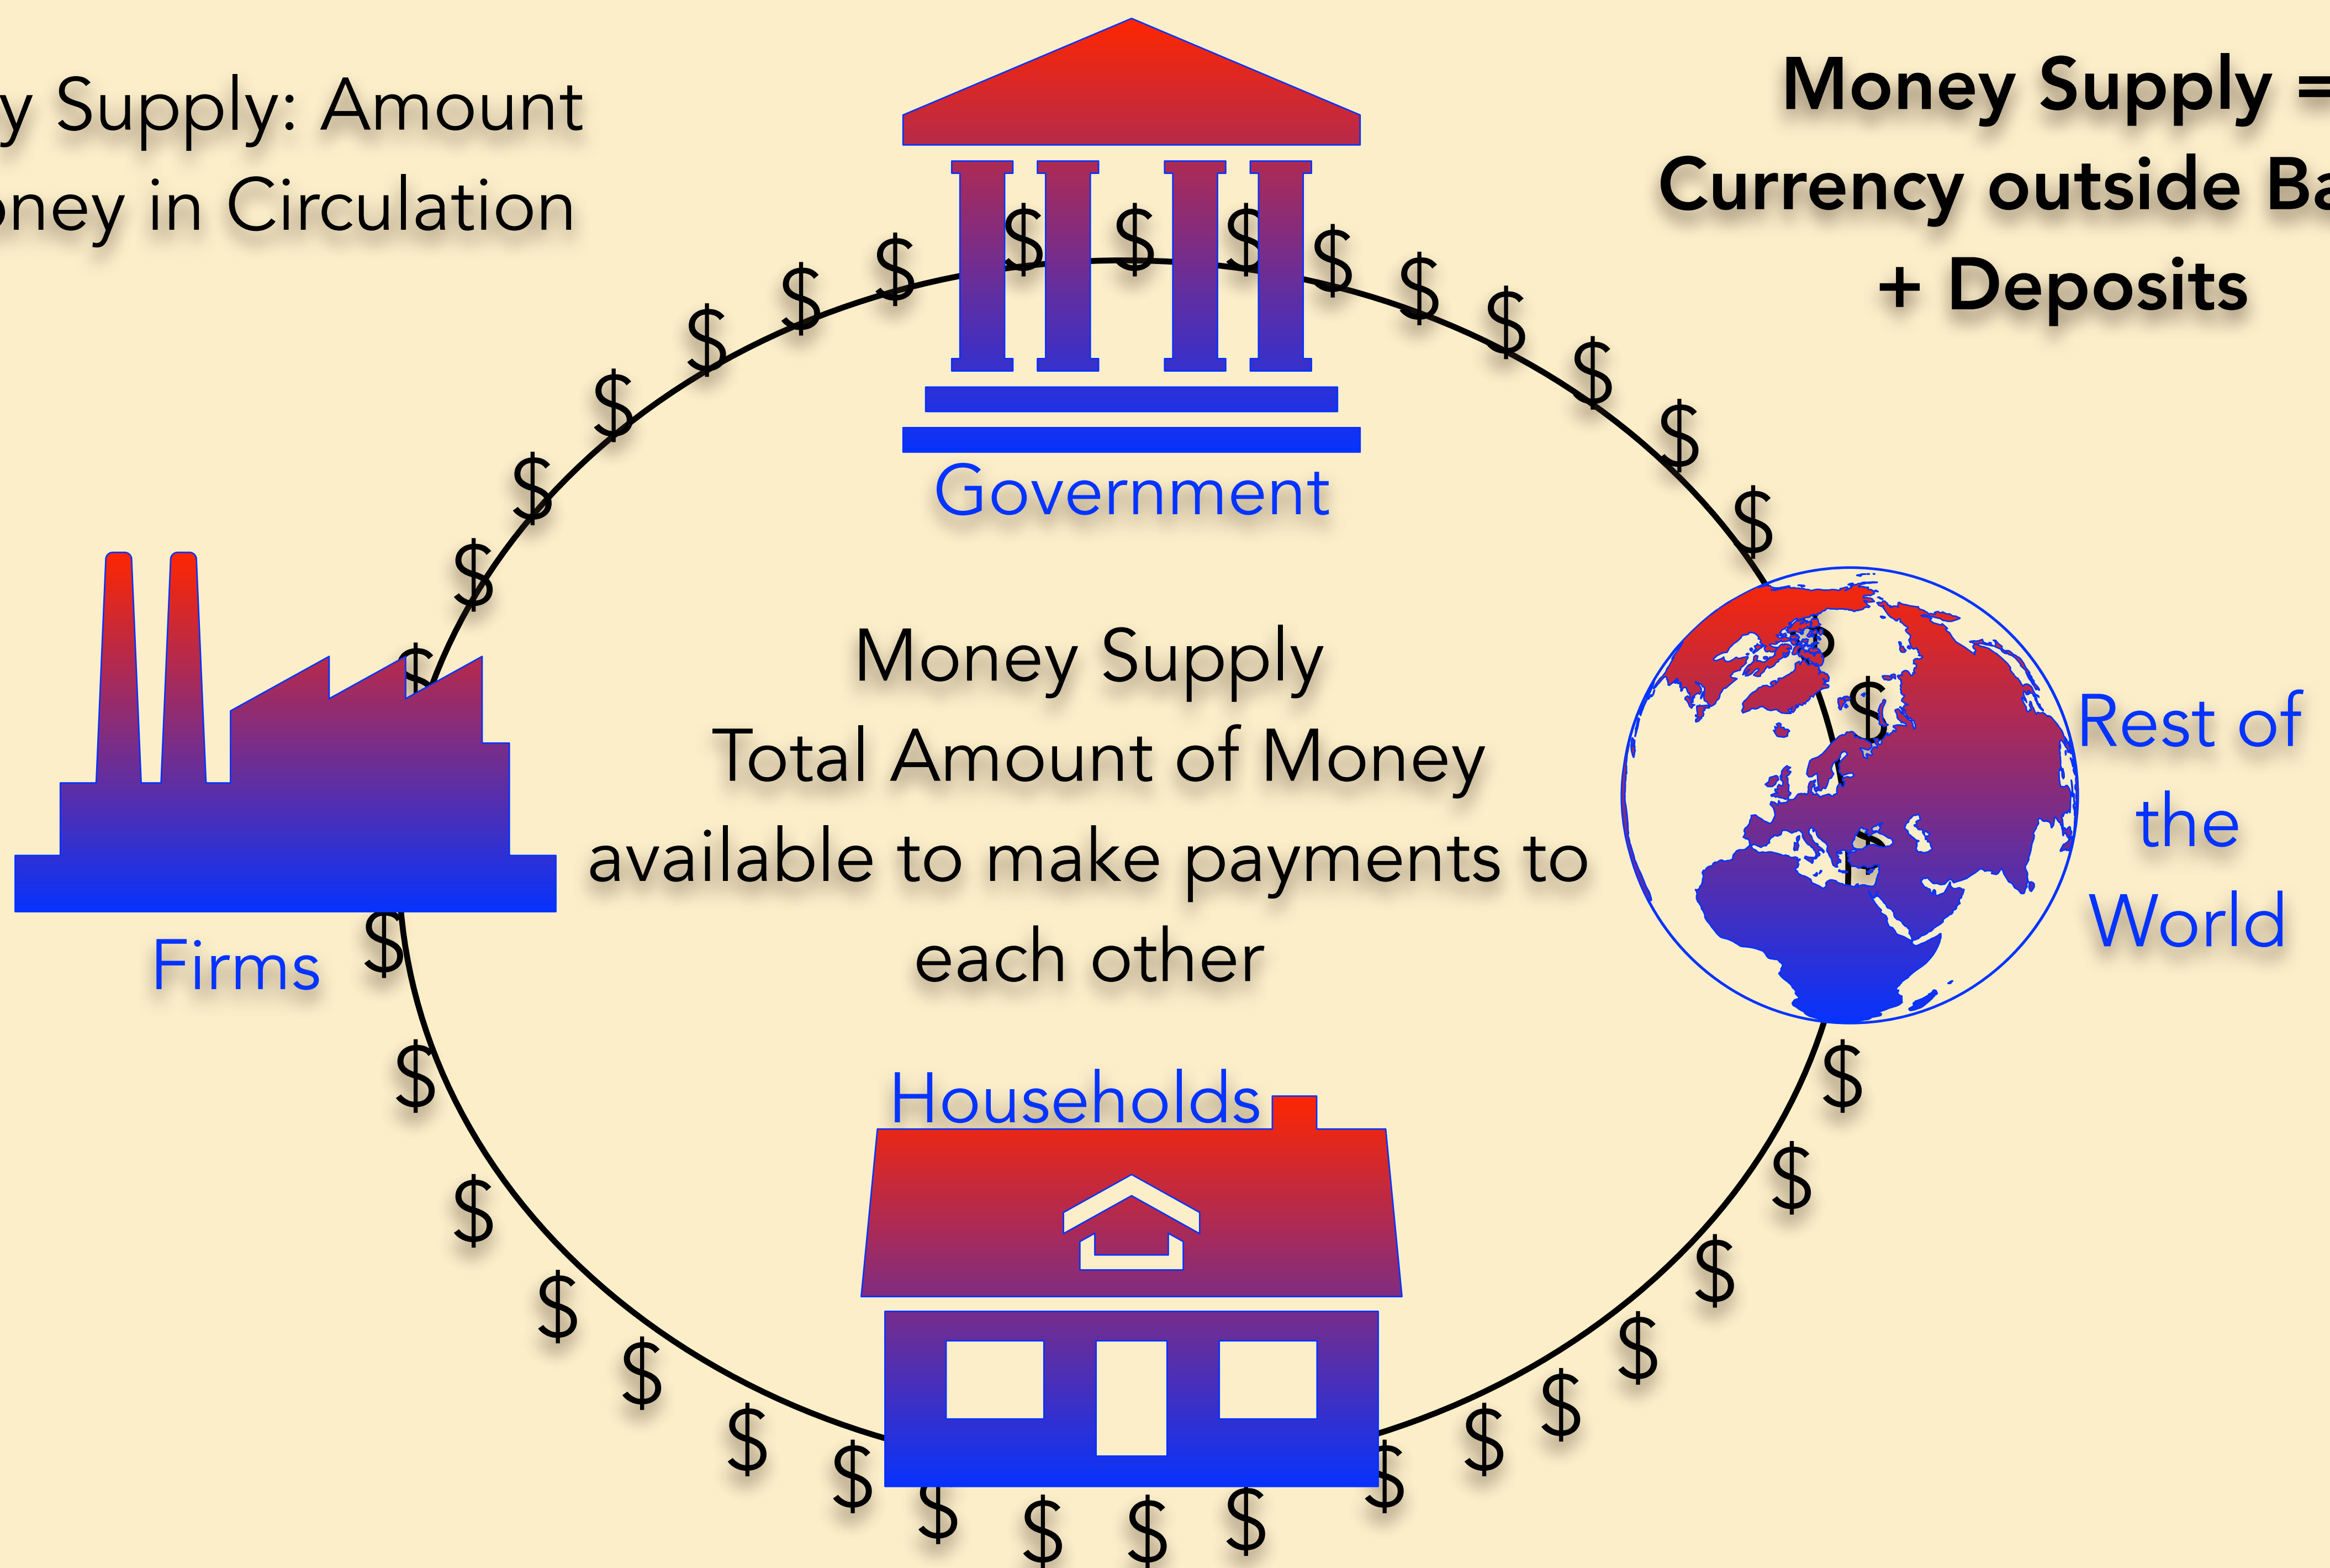 y Supply: Amount
oney in Circulation
Money Supply =
Currency outside Ba
+ Deposits
$ $ $ $ $ $ $ $ $ $ $ $ $ $ $ $ $ $
Government
Money Supply
Total Amount of Money
available to make payments to
each other
Firms
Rest of
the
World
Households
$ $ $ $ $ $ $ $ $ $ $ $ $ $ $ $ $ $